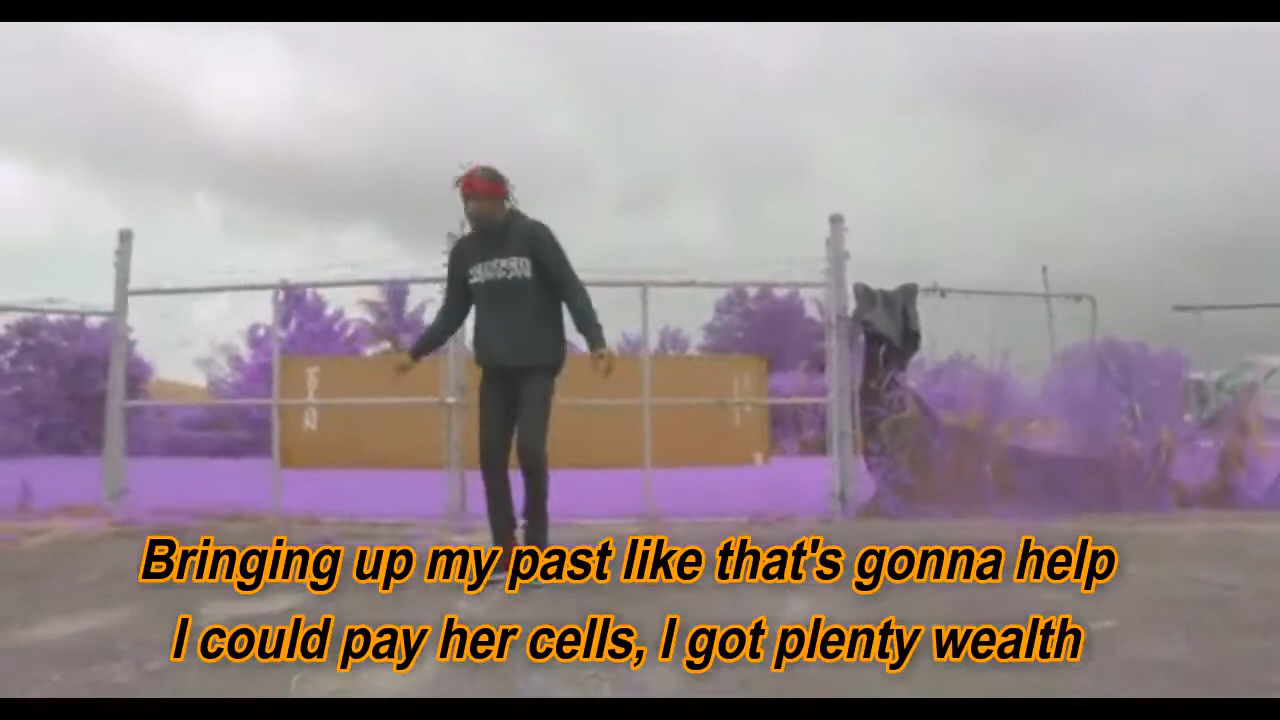 Bringing up my past like that's gonna help
I could pay her cells, I got plenty wealth